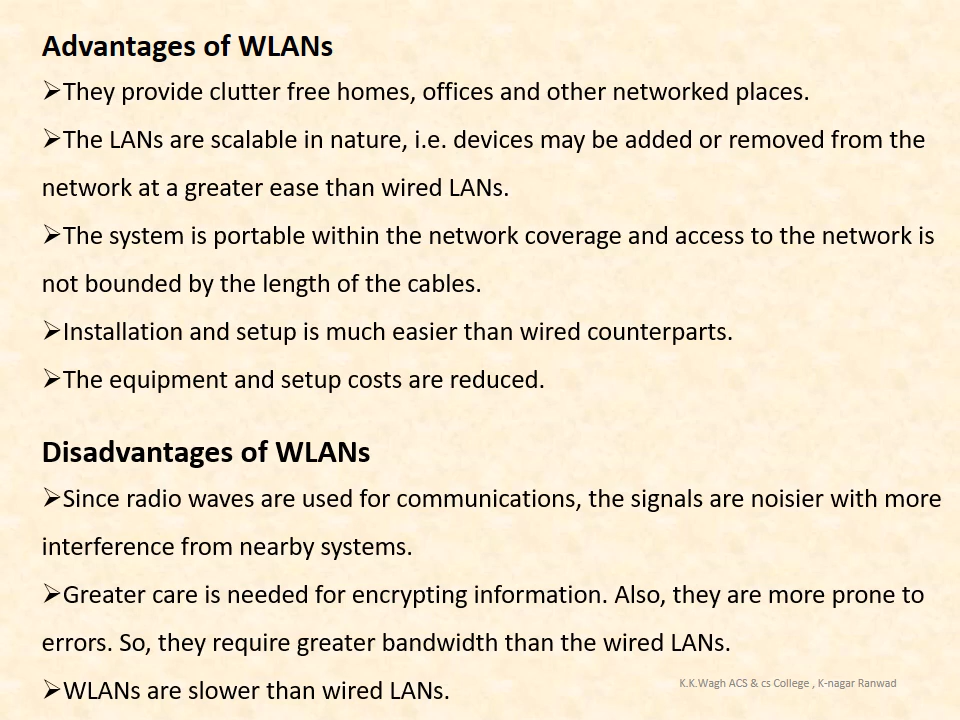 Advantages of WLANs
➢They provide clutter free homes, offices and other networked places.
➢The LANs are scalable in nature, i.e. devices may be added or removed from the
network at a greater ease than wired LANs.
➢The system is portable within the network coverage and access to the network is
not bounded by the length of the cables.
➢Installation and setup is much easier than wired counterparts.
➢The equipment and setup costs are reduced.
Disadvantages of WLANs
➢Since radio waves are used for communications, the signals are noisier with more
interference from nearby systems.
➢Greater care is needed for encrypting information. Also, they are more prone to
errors. So, they require greater bandwidth than the wired LANs.
➢WLANs are slower than wired LANs.
K.K.Wagh ACS & cs College , K-nagar Ranwad